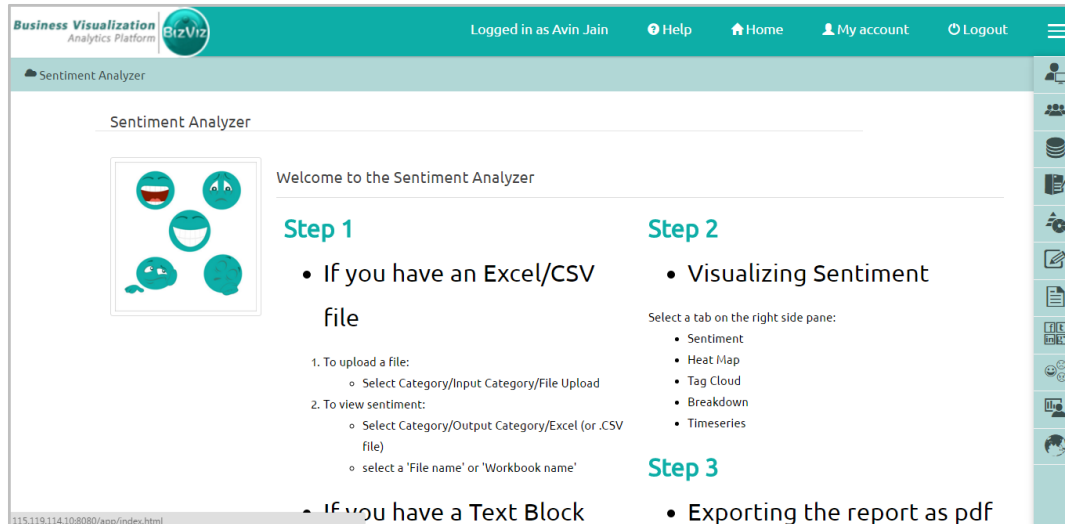 Business Visualization
Analytics Platform
BizViz
Logged in as Avin Jain
Help
Home
My account
Logout
Sentiment Analyzer
Sentiment Analyzer
Welcome to the Sentiment Analyzer
Step 1
• If you have an Excel/CSV
file
1. To upload a file:
Select Category/Input Category/File Upload
2. To view sentiment:
Select Category/Output Category/Excel (or .CSV
file)
select a 'File name' or 'Workbook name'
• If you have a Text Block
Step 2
• Visualizing Sentiment
Select a tab on the right side pane:
• Sentiment
• Heat Map
• Tag Cloud
• Breakdown
• Timeseries
Step 3
• Exporting the report as pdf
115.119.114.10:8080/app/index.html